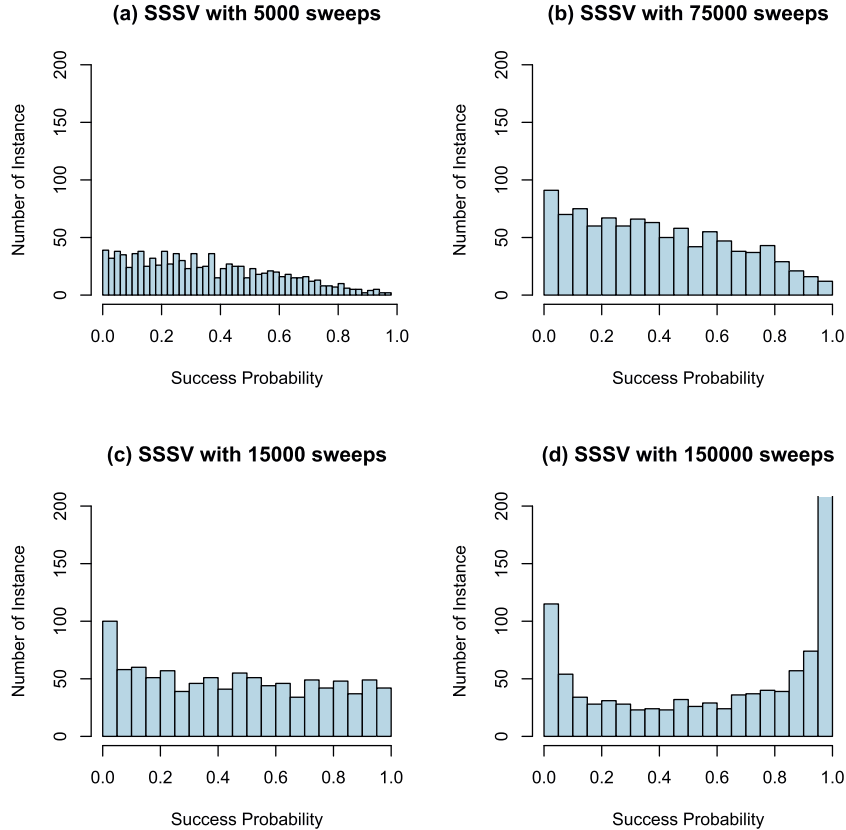 (a) SSSV with 5000 sweeps
Number of Instance
0 50 100 150 200
0.0 0.2 0.4 0.6 0.8 1.0
Success Probability
(b) SSSV with 75000 sweeps
Number of Instance
0 50 100 150 200
0.0 0.2 0.4 0.6 0.8 1.0
Success Probability
(c) SSSV with 15000 sweeps
Number of Instance
0 50 100 150 200
0.0 0.2 0.4 0.6 0.8 1.0
Success Probability
(d) SSSV with 150000 sweeps
Number of Instance
0 50 100 150 200
0.0 0.2 0.4 0.6 0.8 1.0
Success Probability